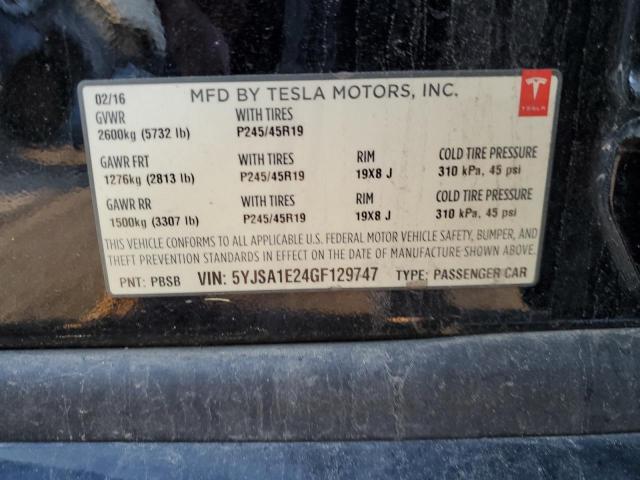 02/16 MFD BY TESLA MOTORS, INC.
GVWR WITH TIRES
2600kg (5732 lb) P245/45R19
GAWR FRT WITH TIRES RIM COLD TIRE PRESSURE
1276kg (2813 lb) P245/45R19 19X8 J 310 kPa, 45 psi
GAWR RR WITH TIRES RIM COLD TIRE PRESSURE
1500kg (3307 lb) P245/45R19 19X8 J 310 kPa, 45 psi
THIS VEHICLE CONFORMS TO ALL APPLICABLE U.S. FEDERAL MOTOR VEHICLE SAFETY, BUMPER, AND
THEFT PREVENTION STANDARDS IN EFFECT ON THE DATE OF MANUFACTURE SHOWN ABOVE.
PNT: PBSB VIN: 5YJSA1E24GF129747 TYPE: PASSENGER CAR
TESLA